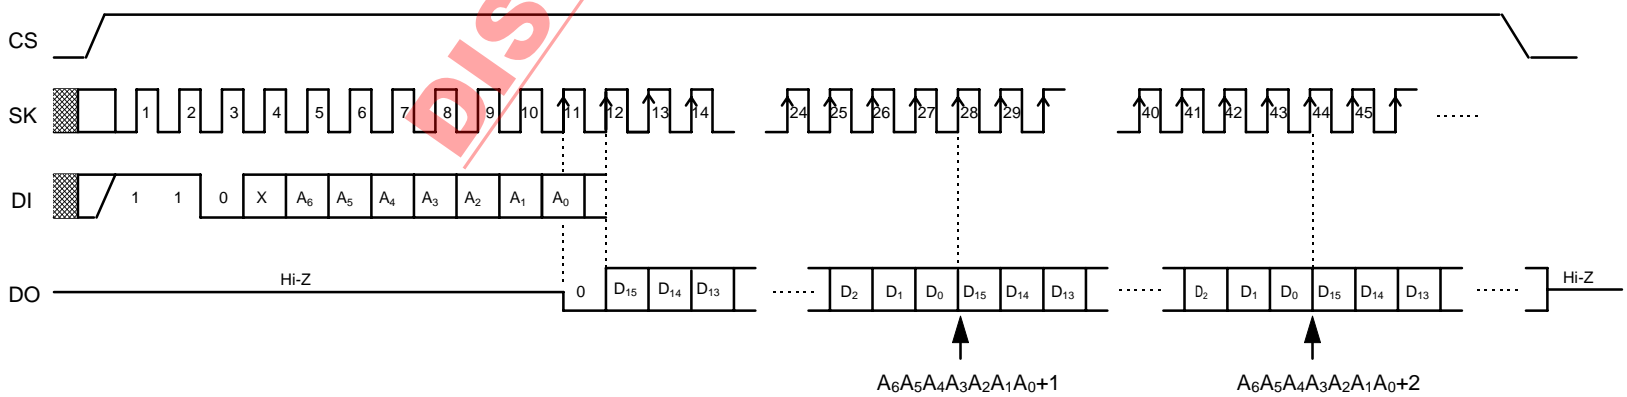 CS
SK 1 2 3 4 5 6 7 8 9 10 11 12 13 14 24 25 26 27 28 29 40 41 42 43 44 45
DI 1 1 0 X A6 A5 A4 A3 A2 A1 A0
Hi-Z
DO 0 D15 D14 D13 D2 D1 D0 D15 D14 D13 D2 D1 D0 D15 D14 D13 Hi-Z
A6A5A4A3A2A1A0+1 A6A5A4A3A2A1A0+2
DIS